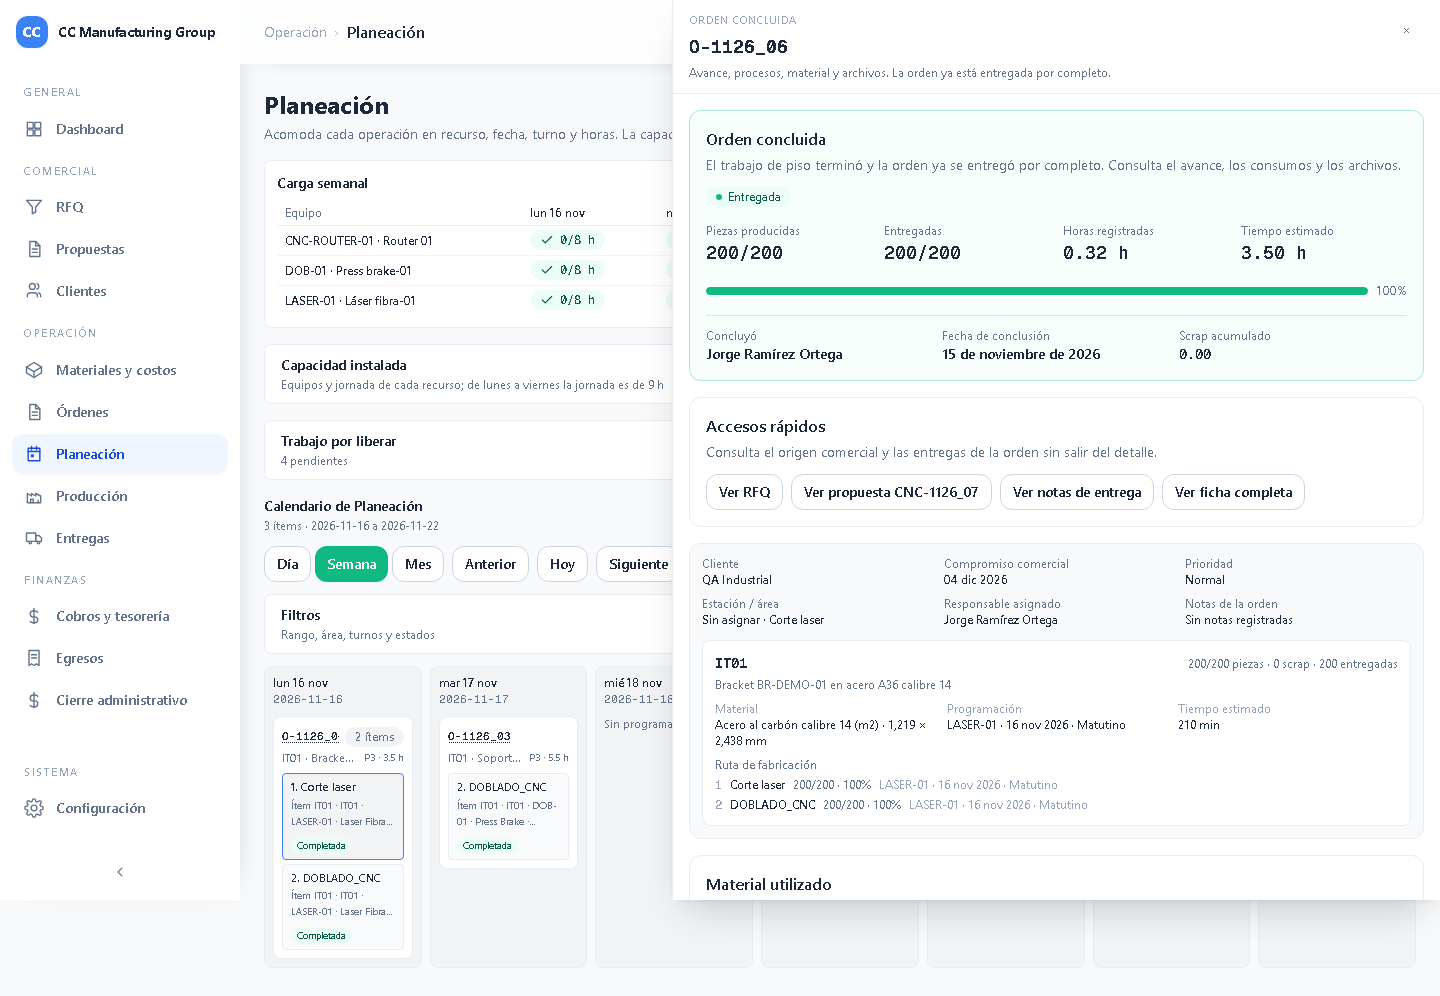 CC
CC Manufacturing Group
GENERAL
Dashboard
COMERCIAL
RFQ
Propuestas
Clientes
OPERACIÓN
Materiales y costos
Órdenes
Planeación
Producción
Entregas
FINANZAS
Cobros y tesorería
Egresos
Cierre administrativo
SISTEMA
Configuración
Operación › Planeación
Planeación
Acomoda cada operación en recurso, fecha, turno y horas. La capac
Carga semanal
Equipo lun 16 nov
CNC-ROUTER-01 · Router 01 0/8 h
DOB-01 · Press brake-01 0/8 h
LASER-01 · Láser fibra-01 0/8 h
Capacidad instalada
Equipos y jornada de cada recurso; de lunes a viernes la jornada es de 9 h
Trabajo por liberar
4 pendientes
Calendario de Planeación
3 ítems · 2026-11-16 a 2026-11-22
Día Semana Mes Anterior Hoy Siguiente
Filtros
Rango, área, turnos y estados
lun 16 nov
2026-11-16
O-1126_0 2 ítems
IT01 · Bracke... P3 · 3.5 h
1. Corte laser
Ítem IT01 · IT01 ·
LASER-01 · Laser Fibra...
Completada
2. DOBLADO_CNC
Ítem IT01 · IT01 ·
LASER-01 · Laser Fibra...
Completada
mar 17 nov
2026-11-17
O-1126_03
IT01 · Soport... P3 · 5.5 h
2. DOBLADO_CNC
Ítem IT01 · IT01 · DOB-
01 · Press Brake ·...
Completada
mié 18 nov
2026-11-18
Sin programa
ORDEN CONCLUIDA
×
O-1126_06
Avance, procesos, material y archivos. La orden ya está entregada por completo.
Orden concluida
El trabajo de piso terminó y la orden ya se entregó por completo. Consulta el avance, los consumos y los archivos.
Entregada
Piezas producidas Entregadas Horas registradas Tiempo estimado
200/200 200/200 0.32 h 3.50 h
100%
Concluyó Fecha de conclusión Scrap acumulado
Jorge Ramírez Ortega 15 de noviembre de 2026 0.00
Accesos rápidos
Consulta el origen comercial y las entregas de la orden sin salir del detalle.
Ver RFQ Ver propuesta CNC-1126_07 Ver notas de entrega Ver ficha completa
Cliente Compromiso comercial Prioridad
QA Industrial 04 dic 2026 Normal
Estación / área Responsable asignado Notas de la orden
Sin asignar · Corte laser Jorge Ramírez Ortega Sin notas registradas
IT01 200/200 piezas · 0 scrap · 200 entregadas
Bracket BR-DEMO-01 en acero A36 calibre 14
Material Programación Tiempo estimado
Acero al carbón calibre 14 (m2) · 1,219 × LASER-01 · 16 nov 2026 · Matutino 210 min
2,438 mm
Ruta de fabricación
1 Corte laser 200/200 · 100% LASER-01 · 16 nov 2026 · Matutino
2 DOBLADO_CNC 200/200 · 100% LASER-01 · 16 nov 2026 · Matutino
Material utilizado